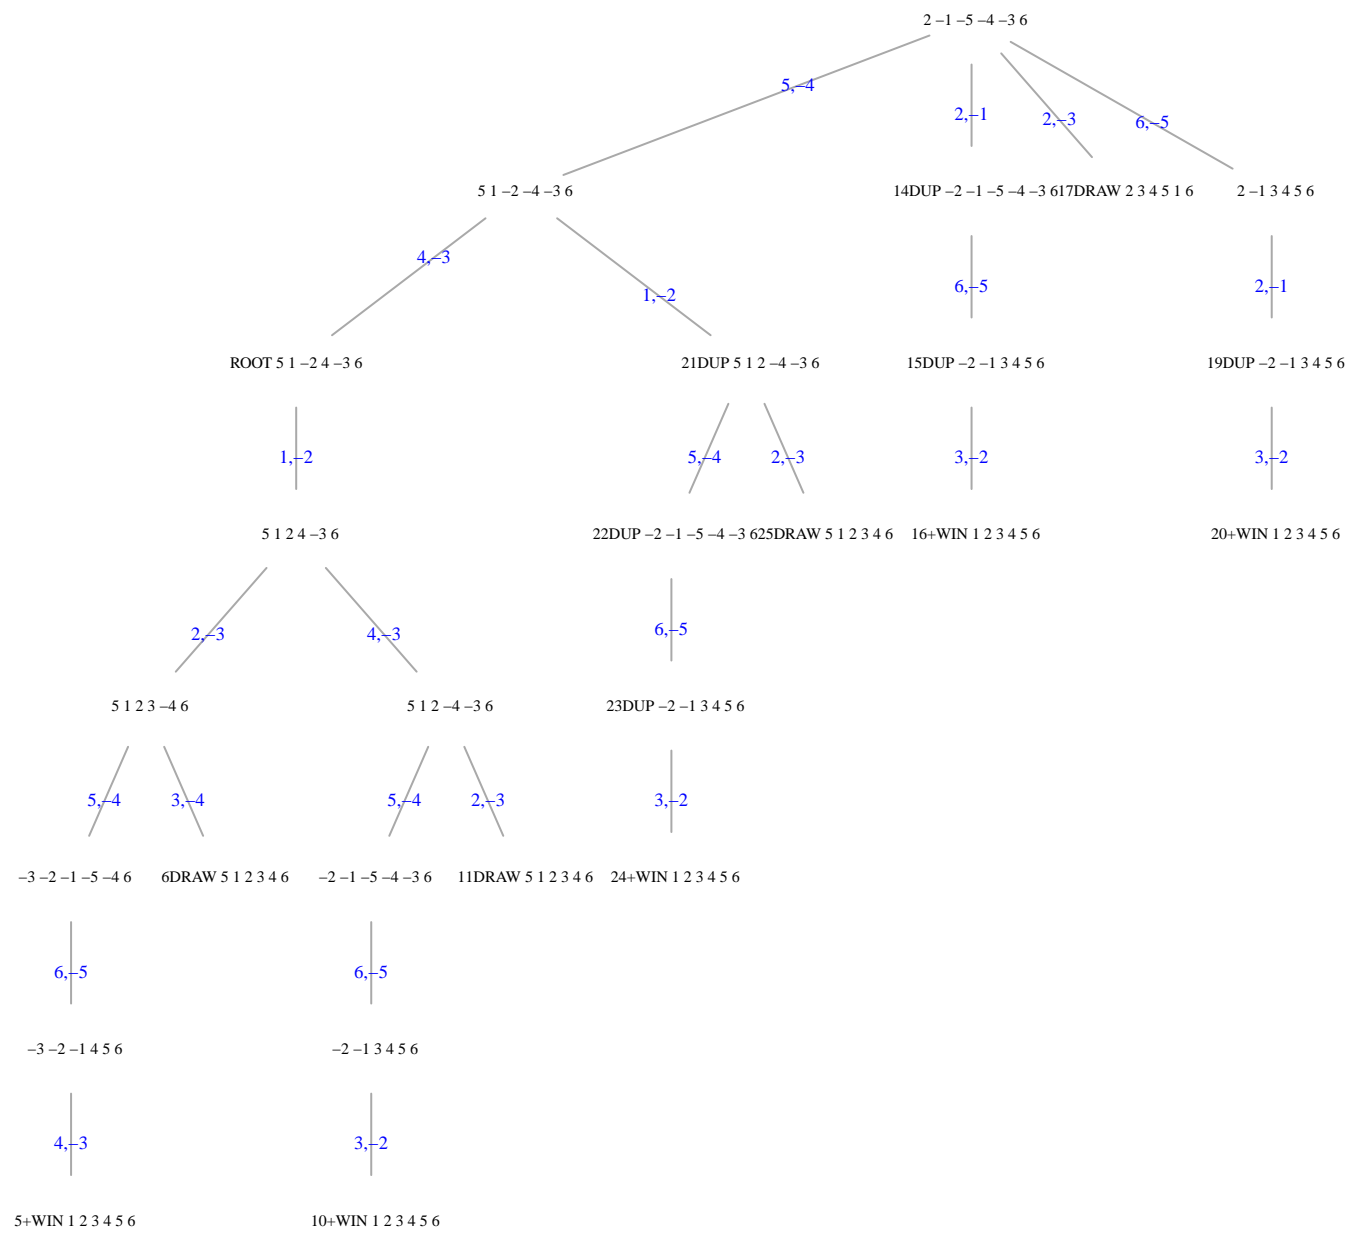 2 –1 –5 –4 –3 6
5,–4
2,–1
2,–3
6,–5
5 1 –2 –4 –3 6
14DUP –2 –1 –5 –4 –3 617DRAW 2 3 4 5 1 6
2 –1 3 4 5 6
4,–3
1,–2
6,–5
2,–1
ROOT 5 1 –2 4 –3 6
21DUP 5 1 2 –4 –3 6
15DUP –2 –1 3 4 5 6
19DUP –2 –1 3 4 5 6
1,–2
5,–4
2,–3
3,–2
3,–2
5 1 2 4 –3 6
22DUP –2 –1 –5 –4 –3 625DRAW 5 1 2 3 4 6
16+WIN 1 2 3 4 5 6
20+WIN 1 2 3 4 5 6
2,–3
4,–3
6,–5
5 1 2 3 –4 6
5 1 2 –4 –3 6
23DUP –2 –1 3 4 5 6
5,–4
3,–4
5,–4
2,–3
3,–2
–3 –2 –1 –5 –4 6
6DRAW 5 1 2 3 4 6
–2 –1 –5 –4 –3 6
11DRAW 5 1 2 3 4 6
24+WIN 1 2 3 4 5 6
6,–5
6,–5
–3 –2 –1 4 5 6
–2 –1 3 4 5 6
4,–3
3,–2
5+WIN 1 2 3 4 5 6
10+WIN 1 2 3 4 5 6